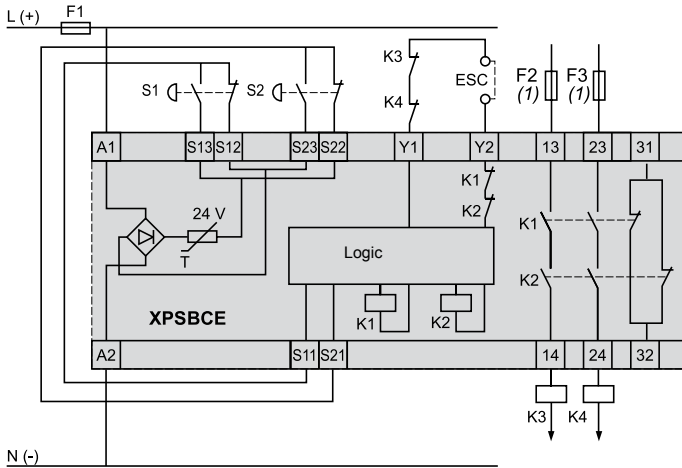 L (+)
F1
K3
K4
ESC
F2
(1)
F3
(1)
S1
S2
A1
S13
S12
S23
S22
Y1
Y2
13
23
31
K1
K2
24 V
T
Logic
K1
K2
K1
K2
XPSBCE
A2
S11
S21
14
24
32
K3
K4
N (-)